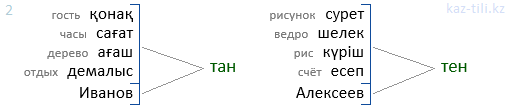 2
kaz-tili.kz
гость қонақ
часы сағат
дерево ағаш
отдых демалыс
Иванов
тан
рисунок сурет
ведро шелек
рис күріш
счёт есеп
Алексеев
тен